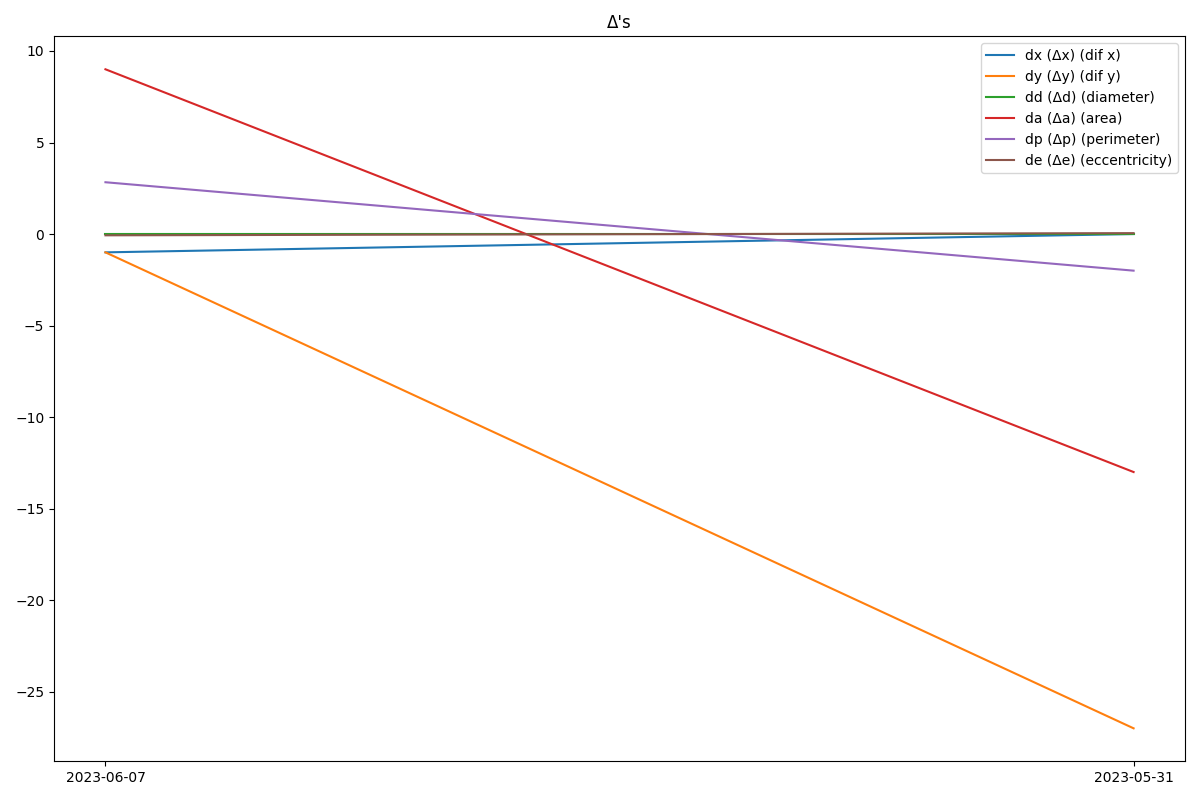 Δ's
10
5
0
−5
−10
−15
−20
−25
dx (Δx) (dif x)
dy (Δy) (dif y)
dd (Δd) (diameter)
da (Δa) (area)
dp (Δp) (perimeter)
de (Δe) (eccentricity)
2023-06-07
2023-05-31